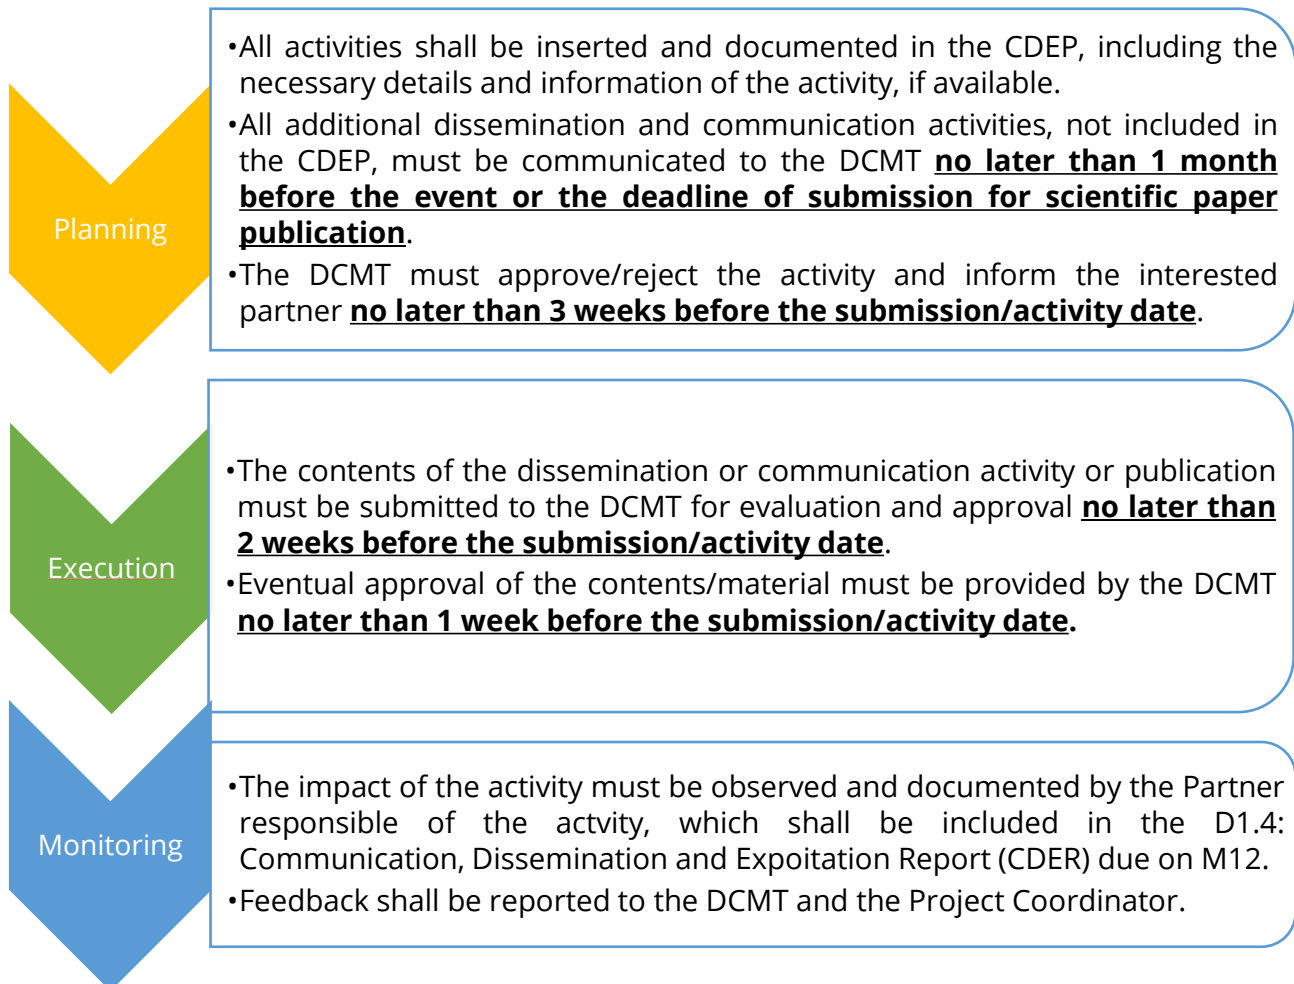 Planning
•All activities shall be inserted and documented in the CDEP, including the
necessary details and information of the activity, if available.
•All additional dissemination and communication activities, not included in
the CDEP, must be communicated to the DCMT no later than 1 month
before the event or the deadline of submission for scientific paper
publication.
•The DCMT must approve/reject the activity and inform the interested
partner no later than 3 weeks before the submission/activity date.
Execution
•The contents of the dissemination or communication activity or publication
must be submitted to the DCMT for evaluation and approval no later than
2 weeks before the submission/activity date.
•Eventual approval of the contents/material must be provided by the DCMT
no later than 1 week before the submission/activity date.
Monitoring
•The impact of the activity must be observed and documented by the Partner
responsible of the actvity, which shall be included in the D1.4:
Communication, Dissemination and Expoitation Report (CDER) due on M12.
•Feedback shall be reported to the DCMT and the Project Coordinator.